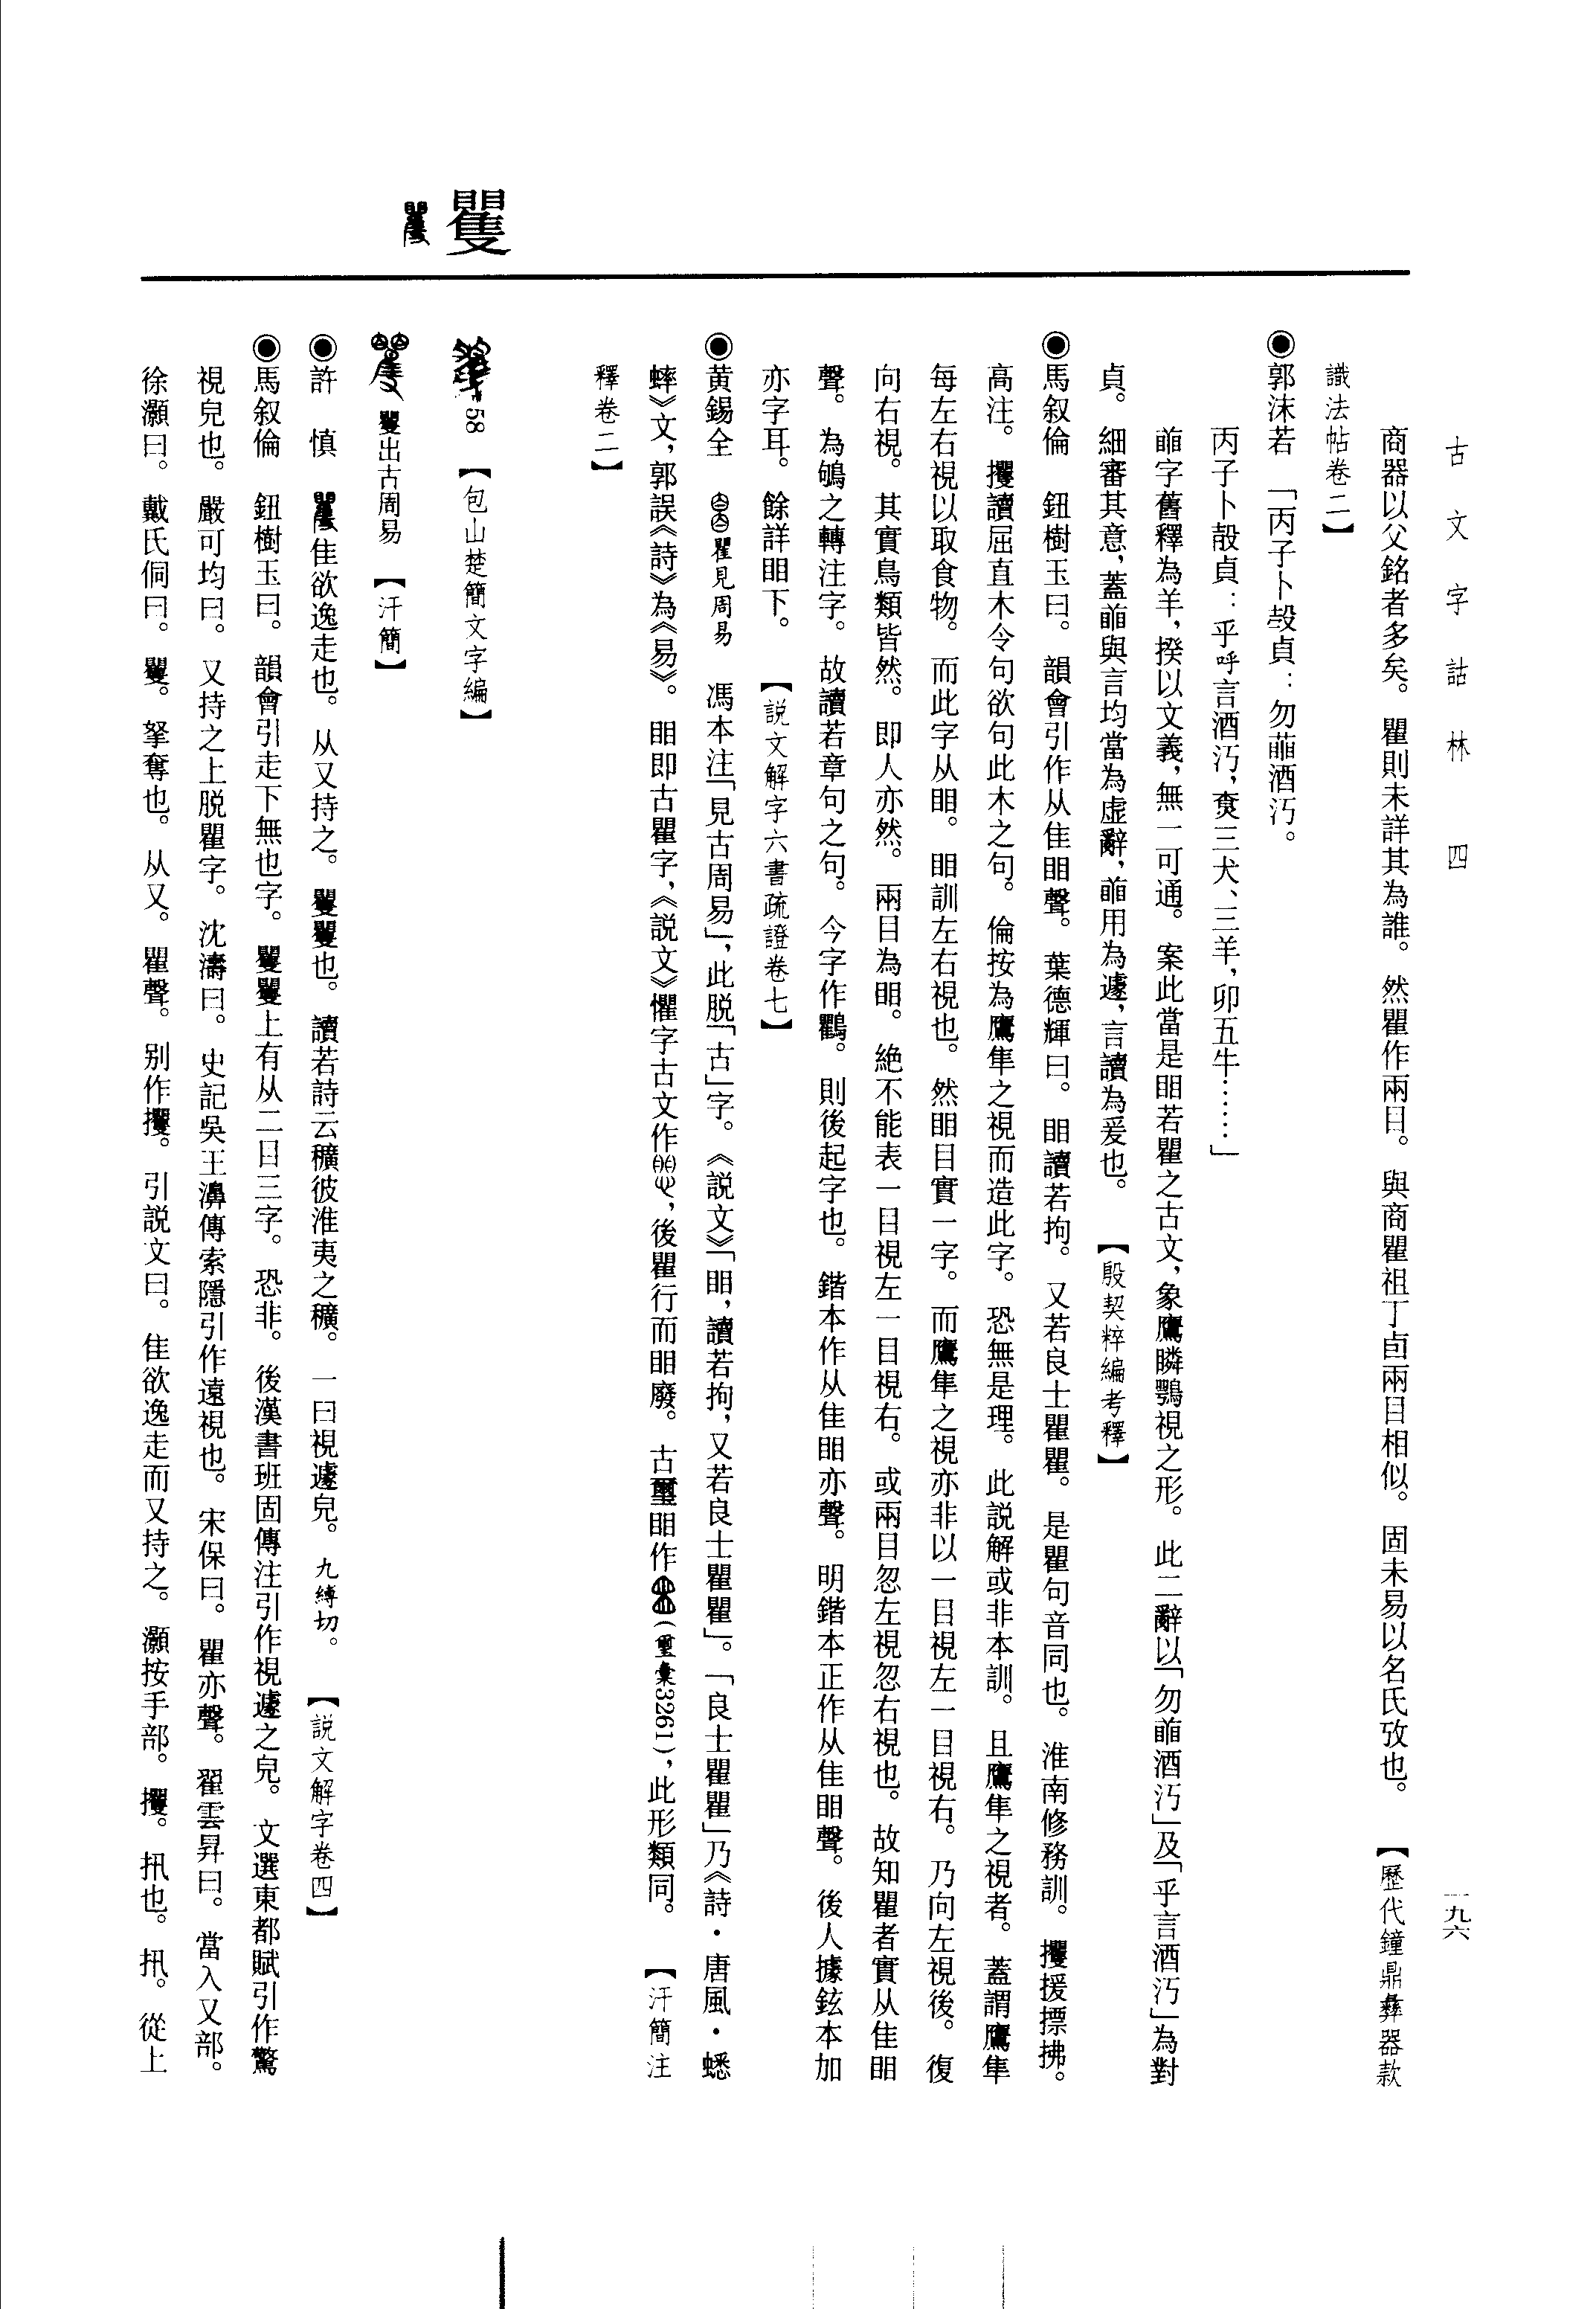 古文字詁林　四
一九六
商器以父銘者多矣。瞿則未詳其為誰。然瞿作兩目。與商瞿祖丁卣兩目相似。固未易以名氏攷也。【歷代鐘鼎彝器款
識法帖卷二】
◉郭沫若　「丙子卜㱿貞：勿㒼酒汅。
丙子卜㱿貞：乎呼言酒汅，㷅三犬、三羊，卯五牛……」
字舊釋為羊，揆以文義，無一可通。案此當是䀠若瞿之古文，象鷹瞵鶚視之形。此二辭以「勿酒汅」及「乎言酒汅」為對
貞。細審其意，蓋與言均當為虛辭，用為遽，言讀為爰也。【殷契粹編考釋】
◉馬叙倫　鈕樹玉曰。韻會引作从隹䀠聲。葉德輝曰。䀠讀若拘。又若良士瞿瞿。是瞿句音同也。淮南修務訓。攫援摽拂。
高注。攫讀屈直木令句欲句此木之句。倫按為鷹隼之視而造此字。恐無是理。此説解或非本訓。且鷹隼之視者。蓋謂鷹隼
每左右視以取食物。而此字从䀠。䀠訓左右視也。然䀠目實一字。而鷹隼之視亦非以一目視左一目視右。乃向左視後。復
向右視。其實鳥類皆然。即人亦然。兩目為䀠。絶不能表一目視左一目視右。或兩目忽左視忽右視也。故知瞿者實从隹䀠
聲。為鴝之轉注字。故讀若章句之句。今字作鸜。則後起字也。鍇本作从隹䀠亦聲。明鍇本正作从隹䀠聲。後人據鉉本加
亦字耳。餘詳䀠下。【説文解字六書疏證卷七】
◉黄錫全　瞿見周易　馮本注「見古周易」，此脱「古」字。《説文》「䀠，讀若拘，又若良士瞿瞿」。「良士瞿瞿」乃《詩・唐風・蟋
蟀》文，郭誤《詩》為《易》。䀠即古瞿字，《説文》懼字古文作，後瞿行而䀠廢。古璽䀠作（璽彙3261），此形類同。【汗簡注
釋卷二】
矍
58【包山楚簡文字編】
矍出古周易【汗簡】
◉許　慎　隹欲逸走也。从又持之。矍矍也。讀若詩云穬彼淮夷之穬。一曰視遽皃。九縛切。【説文解字卷四】
◉馬叙倫　鈕樹玉曰。韻會引走下無也字。矍矍上有从二目三字。恐非。後漢書班固傳注引作視遽之皃。文選東都賦引作驚
視皃也。嚴可均曰。又持之上脱瞿字。沈濤曰。史記吳王濞傳索隱引作遠視也。宋保曰。瞿亦聲。翟雲昇曰。當入又部。
徐灝曰。戴氏侗曰。矍。拏奪也。从又。瞿聲。别作攫。引説文曰。隹欲逸走而又持之。灝按手部。攫。扟也。扟。從上